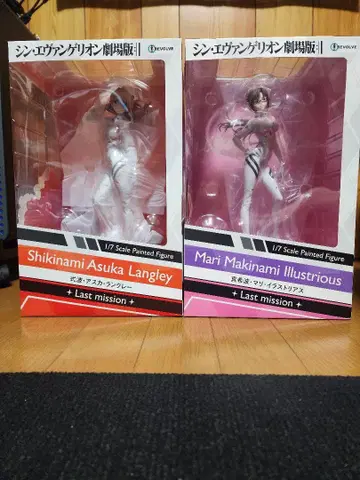 シン・エヴァンゲリオン劇場版:||
REVOLVE
1/7 Scale Painted Figure
Shikinami Asuka Langley
式波・アスカ・ラングレー
Last mission
シン・エヴァンゲリオン劇場版:||
REVOLVE
1/7 Scale Painted Figure
Mari Makinami Illustrious
真希波・マリ・イラストリアス
Last mission